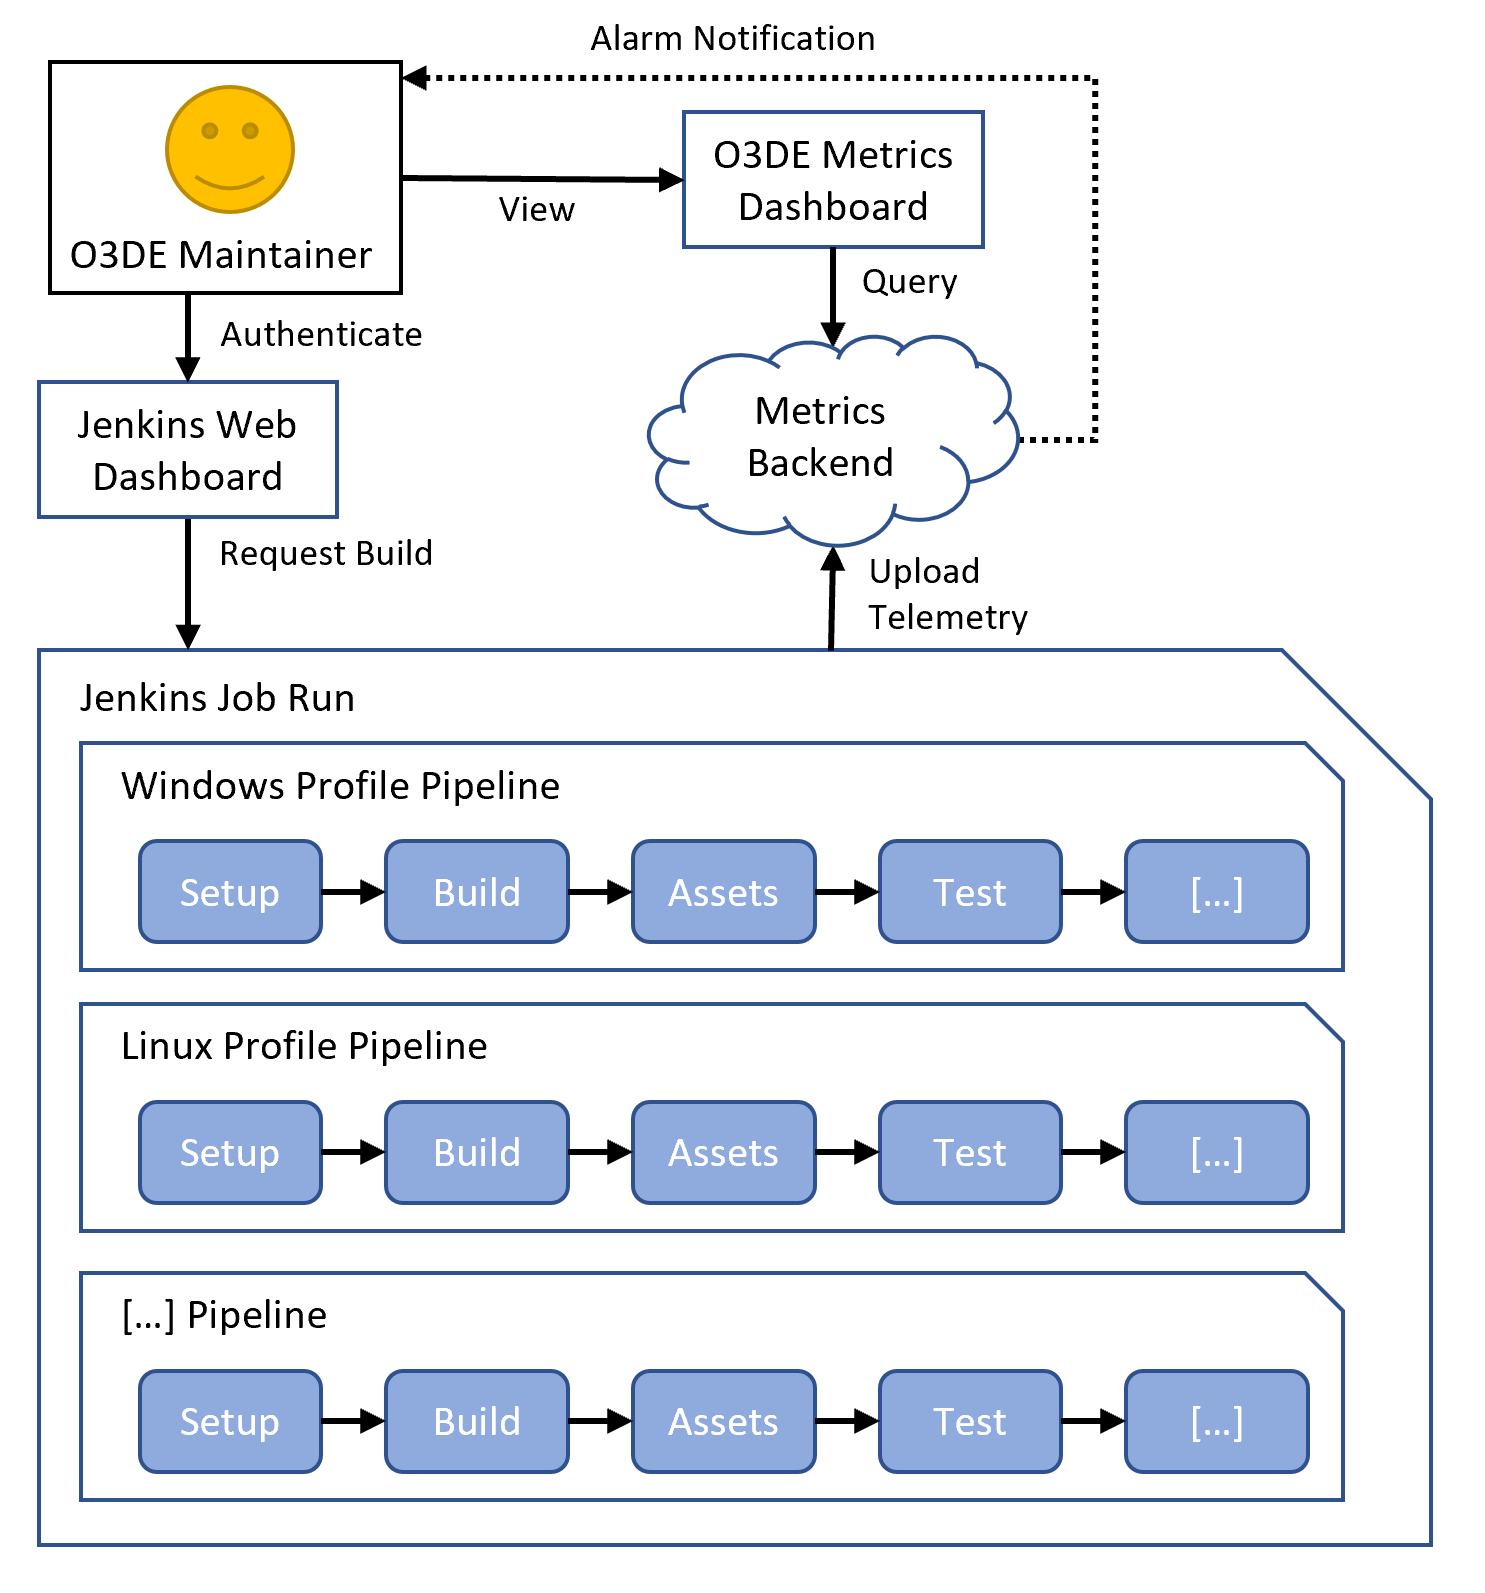 Alarm Notification
O3DE Maintainer
View
O3DE Metrics
Dashboard
Query
Authenticate
Jenkins Web
Dashboard
Metrics
Backend
Request Build
Upload
Telemetry
Jenkins Job Run
Windows Profile Pipeline
Setup
Build
Assets
Test
[...]
Linux Profile Pipeline
Setup
Build
Assets
Test
[...]
[...] Pipeline
Setup
Build
Assets
Test
[...]